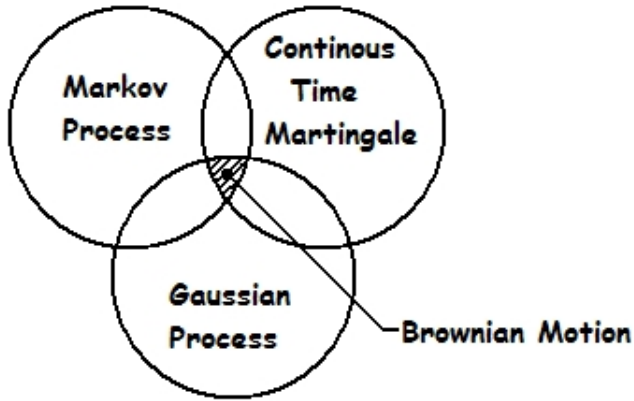 Markov
Process
Continous
Time
Martingale
Gaussian
Process
Brownian Motion